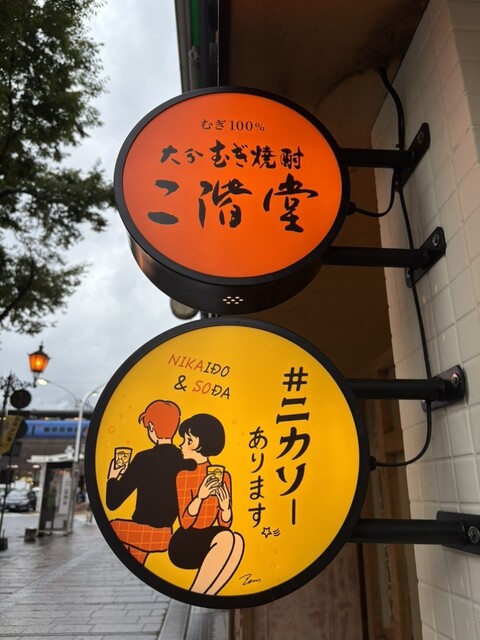 むぎ100%
大分むぎ焼酎
二階堂
NIKAIDO
& SODA
#ニカソー
あります